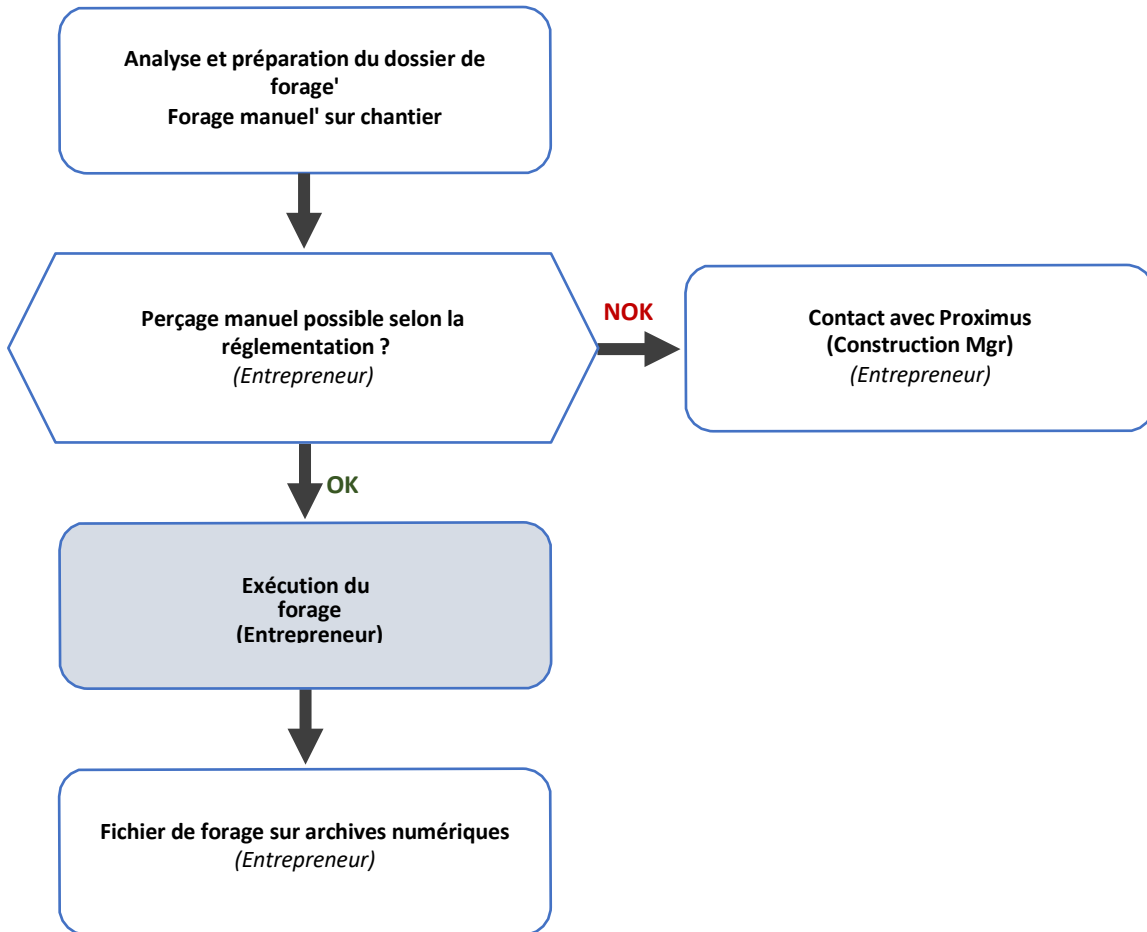 Analyse et préparation du dossier de
forage'
Forage manuel' sur chantier
Perçage manuel possible selon la
réglementation ?
(Entrepreneur)
NOK
Contact avec Proximus
(Construction Mgr)
(Entrepreneur)
OK
Exécution du
forage
(Entrepreneur)
Fichier de forage sur archives numériques
(Entrepreneur)